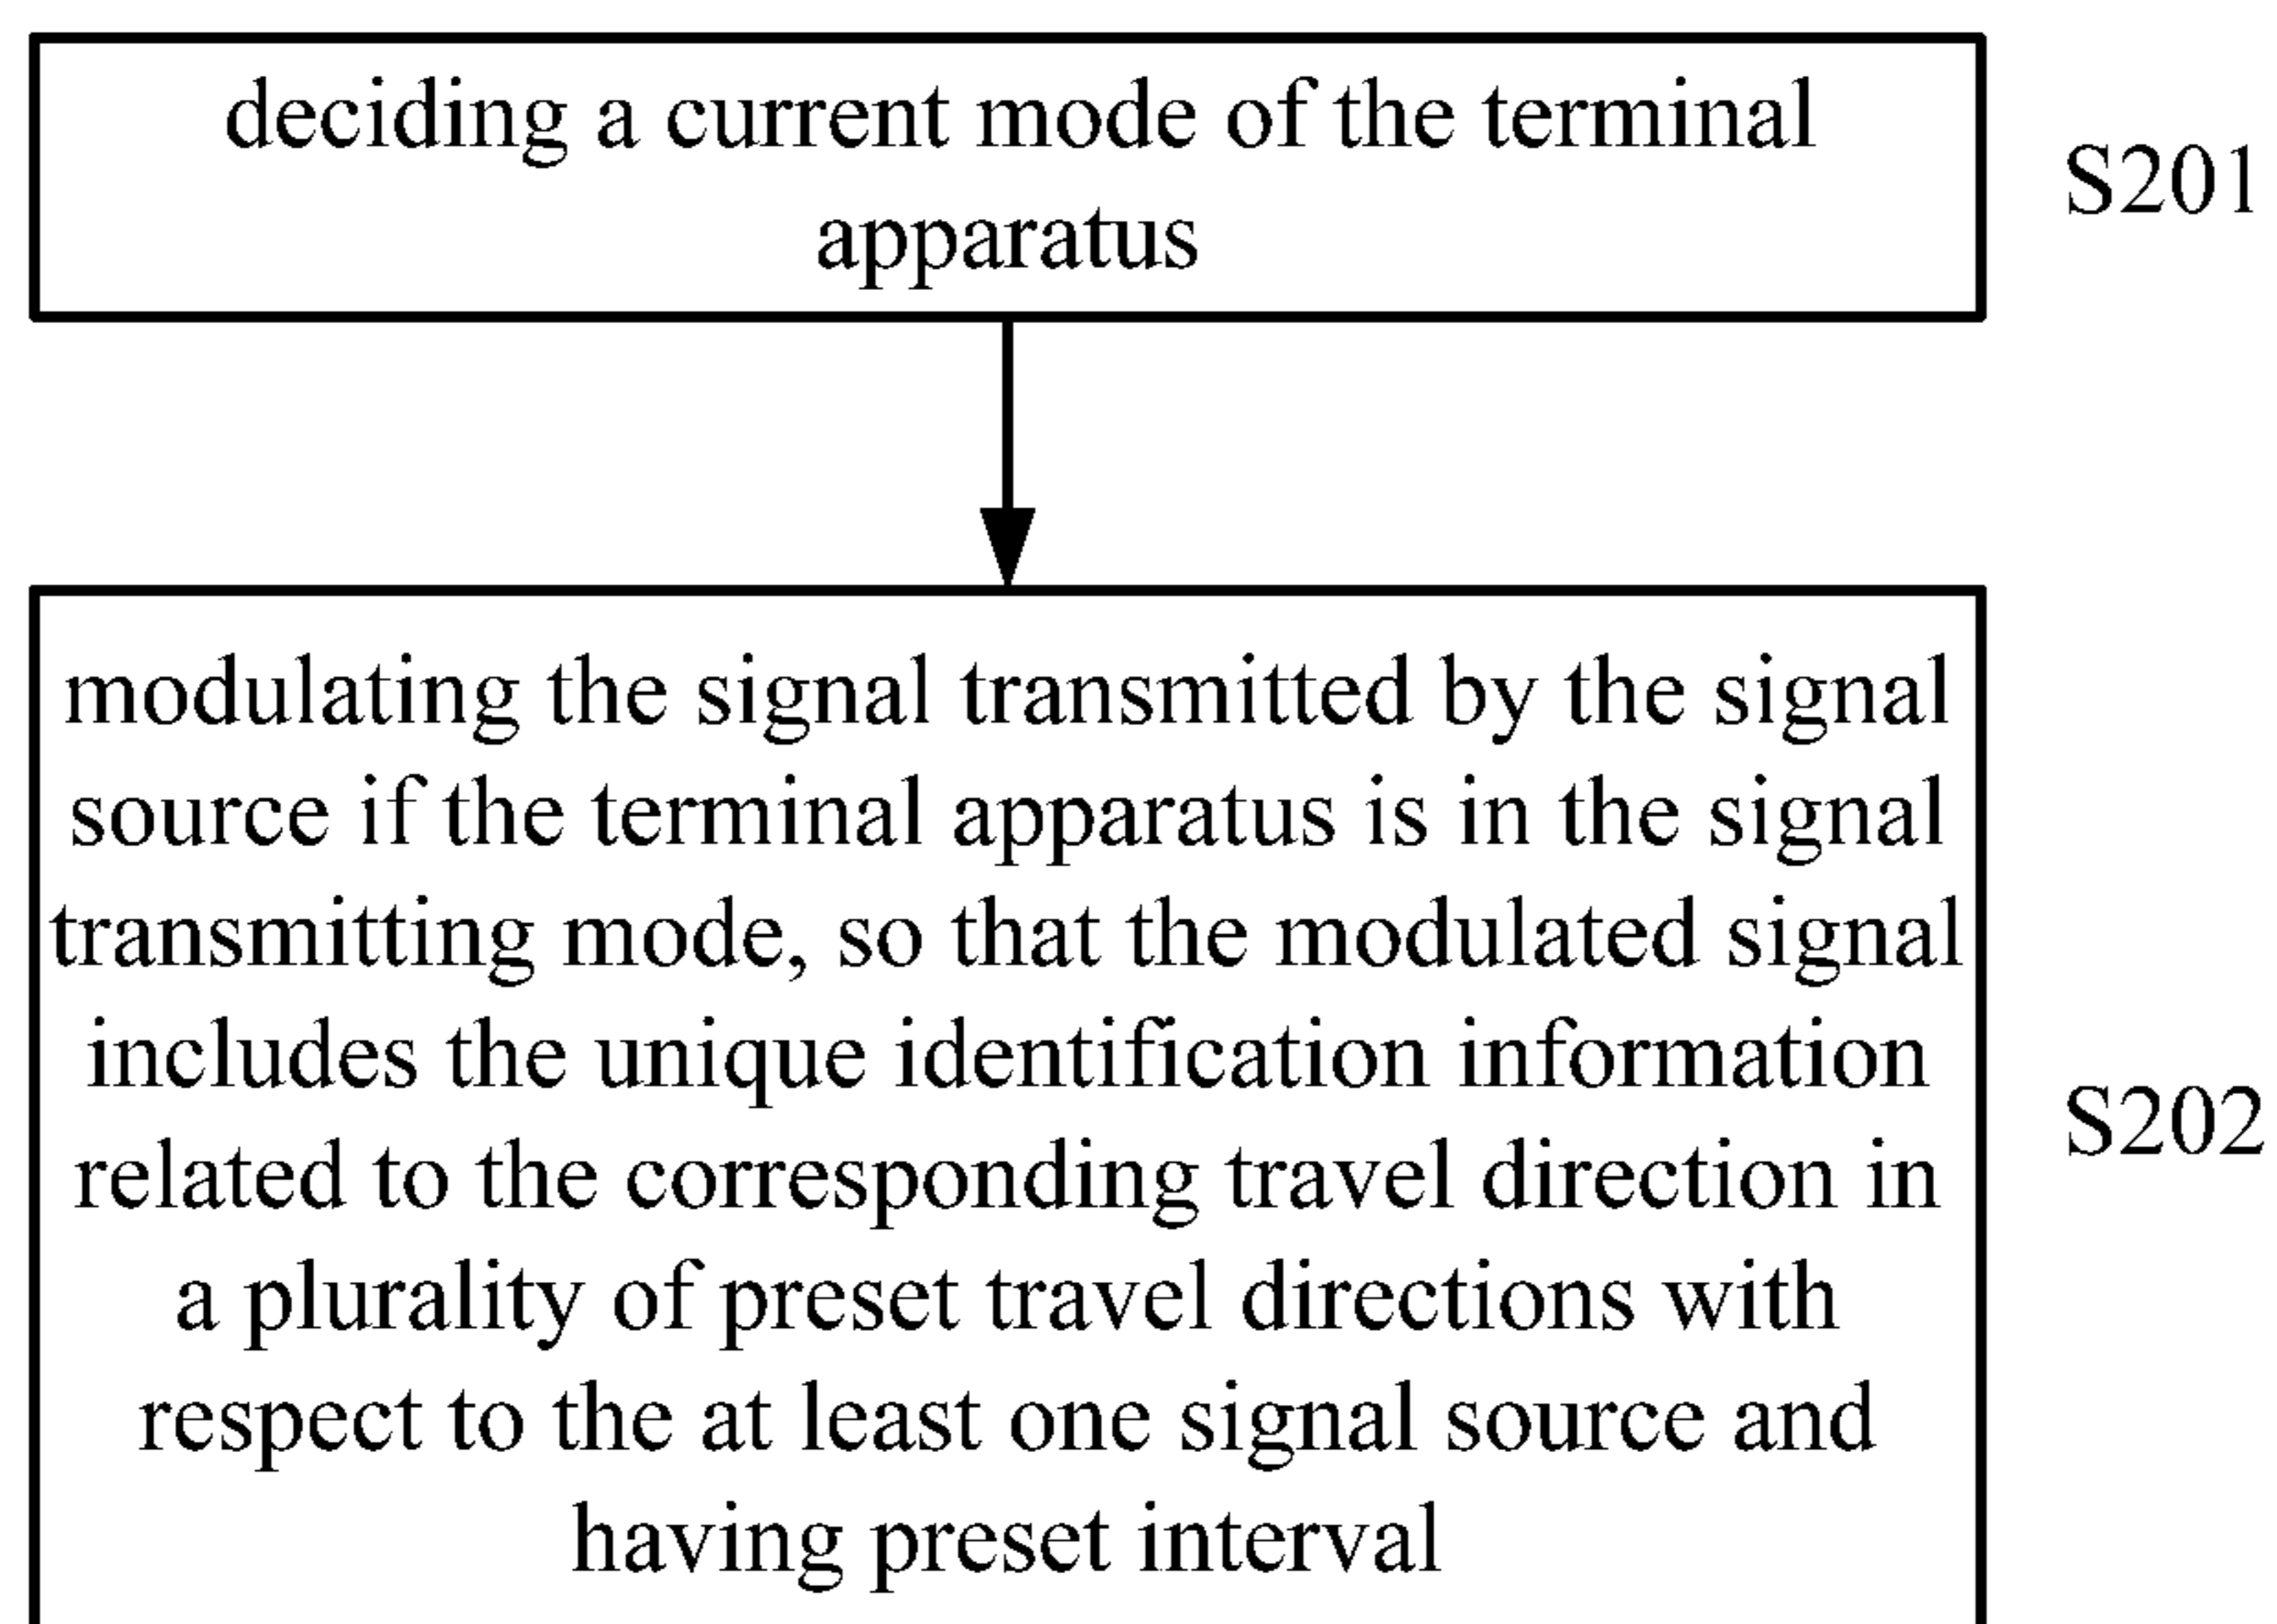 deciding a current mode of the terminal
apparatus
S201
modulating the signal transmitted by the signal
source if the terminal apparatus is in the signal
transmitting mode, so that the modulated signal
includes the unique identification information
related to the corresponding travel direction in
a plurality of preset travel directions with
respect to the at least one signal source and
having preset interval
S202